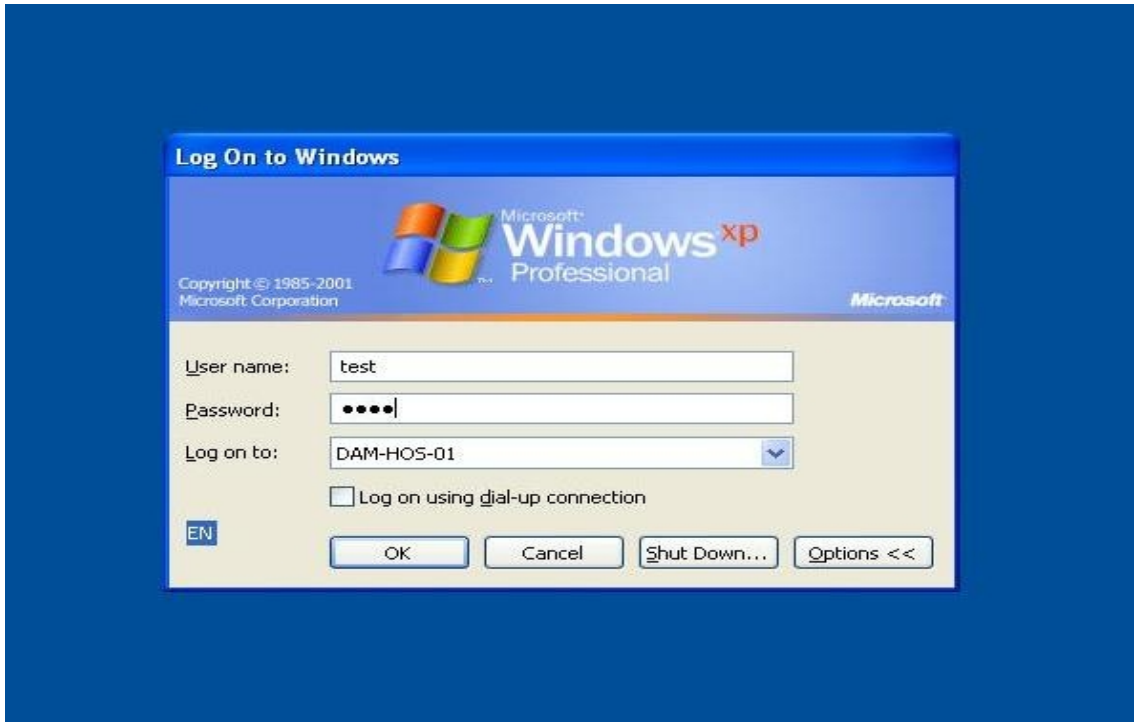 Log On to Windows
Microsoft®
Windows xp
Professional
Copyright © 1985-2001
Microsoft Corporation
Microsoft
User name: test
Password: ●●●●
Log on to: DAM-HOS-01
Log on using dial-up connection
EN
OK Cancel Shut Down... Options <<